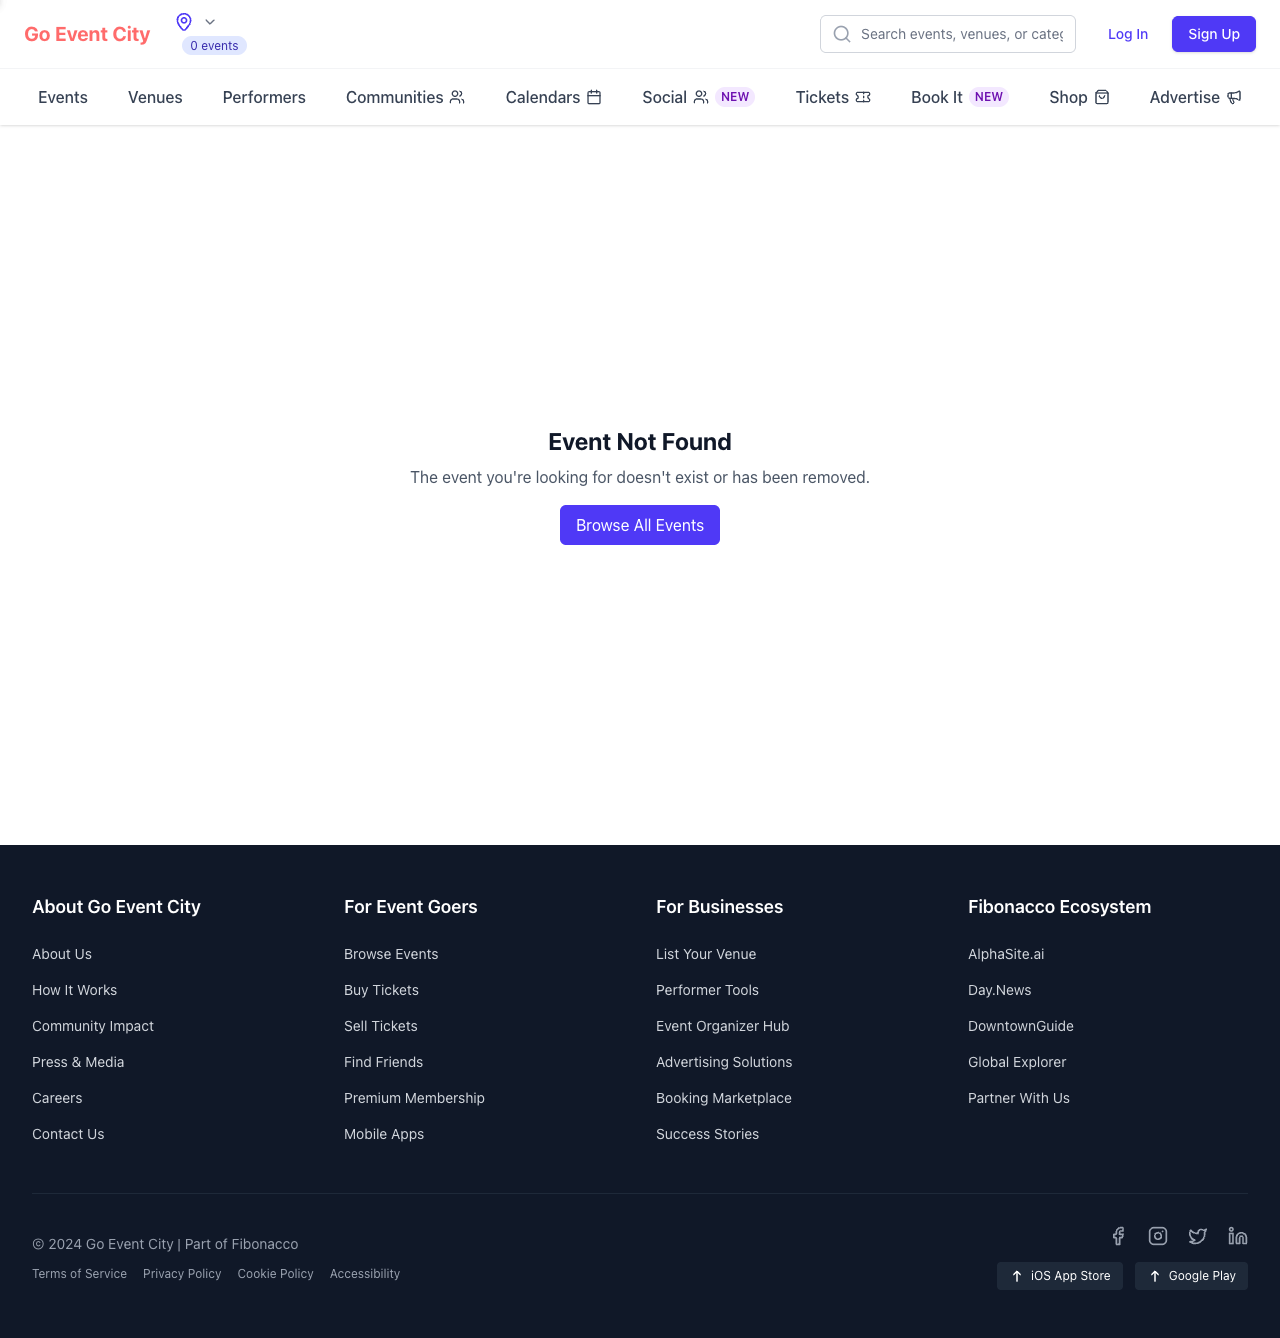 Go Event City
0 events
Search events, venues, or categ
Log In
Sign Up
Events
Venues
Performers
Communities
Calendars
Social NEW
Tickets
Book It NEW
Shop
Advertise
Event Not Found
The event you're looking for doesn't exist or has been removed.
Browse All Events
About Go Event City
About Us
How It Works
Community Impact
Press & Media
Careers
Contact Us
For Event Goers
Browse Events
Buy Tickets
Sell Tickets
Find Friends
Premium Membership
Mobile Apps
For Businesses
List Your Venue
Performer Tools
Event Organizer Hub
Advertising Solutions
Booking Marketplace
Success Stories
Fibonacco Ecosystem
AlphaSite.ai
Day.News
DowntownGuide
Global Explorer
Partner With Us
© 2024 Go Event City | Part of Fibonacco
Terms of Service
Privacy Policy
Cookie Policy
Accessibility
iOS App Store
Google Play